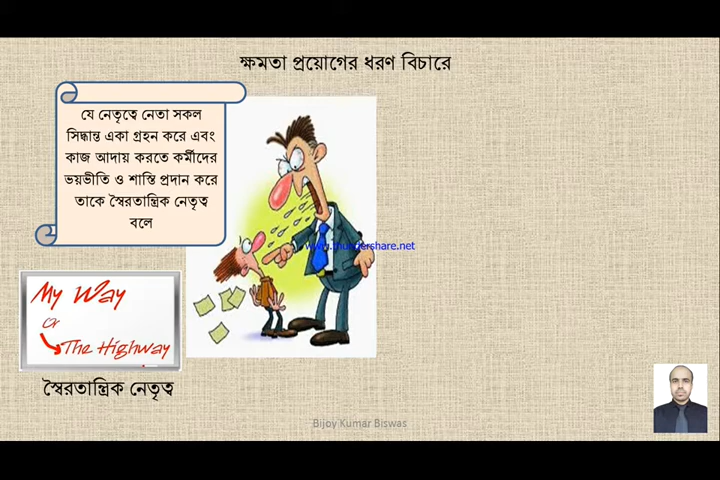 ক্ষমতা প্রয়োগের ধরণ বিচারে
যে নেতৃত্বে নেতা সকল
সিদ্ধান্ত একা গ্রহন করে এবং
কাজ আদায় করতে কর্মীদের
ভয়ভীতি ও শাস্তি প্রদান করে
তাকে স্বৈরতান্ত্রিক নেতৃত্ব
বলে
www.thundershare.net
My Way
Or
The Highway
স্বৈরতান্ত্রিক নেতৃত্ব
Bijoy Kumar Biswas